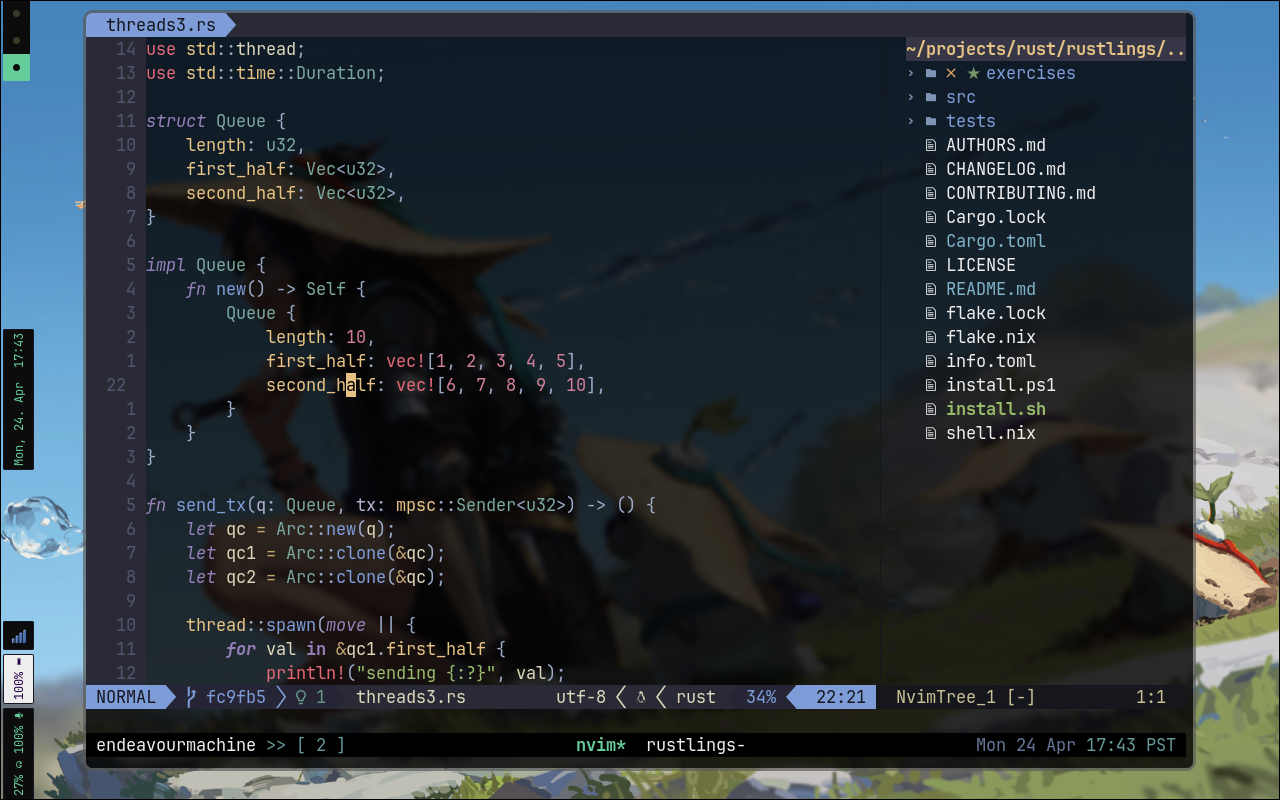 threads3.rs
14 use std::thread;
13 use std::time::Duration;
12
11 struct Queue {
10     length: u32,
9     first_half: Vec<u32>,
8     second_half: Vec<u32>,
7 }
6
5 impl Queue {
4     fn new() -> Self {
3         Queue {
2             length: 10,
1             first_half: vec![1, 2, 3, 4, 5],
22             second_half: vec![6, 7, 8, 9, 10],
1         }
2     }
3 }
4
5 fn send_tx(q: Queue, tx: mpsc::Sender<u32>) -> () {
6     let qc = Arc::new(q);
7     let qc1 = Arc::clone(&qc);
8     let qc2 = Arc::clone(&qc);
9
10     thread::spawn(move || {
11         for val in &qc1.first_half {
12             println!("sending {:?}", val);
~/projects/rust/rustlings/..
exercises
src
tests
AUTHORS.md
CHANGELOG.md
CONTRIBUTING.md
Cargo.lock
Cargo.toml
LICENSE
README.md
flake.lock
flake.nix
info.toml
install.ps1
install.sh
shell.nix
NORMAL fc9fb5 1 threads3.rs utf-8 rust 34% 22:21 NvimTree_1 [-] 1:1
endeavourmachine >> [ 2 ] nvim* rustlings- Mon 24 Apr 17:43 PST
Mon, 24. Apr 17:43
100%
27% 100%